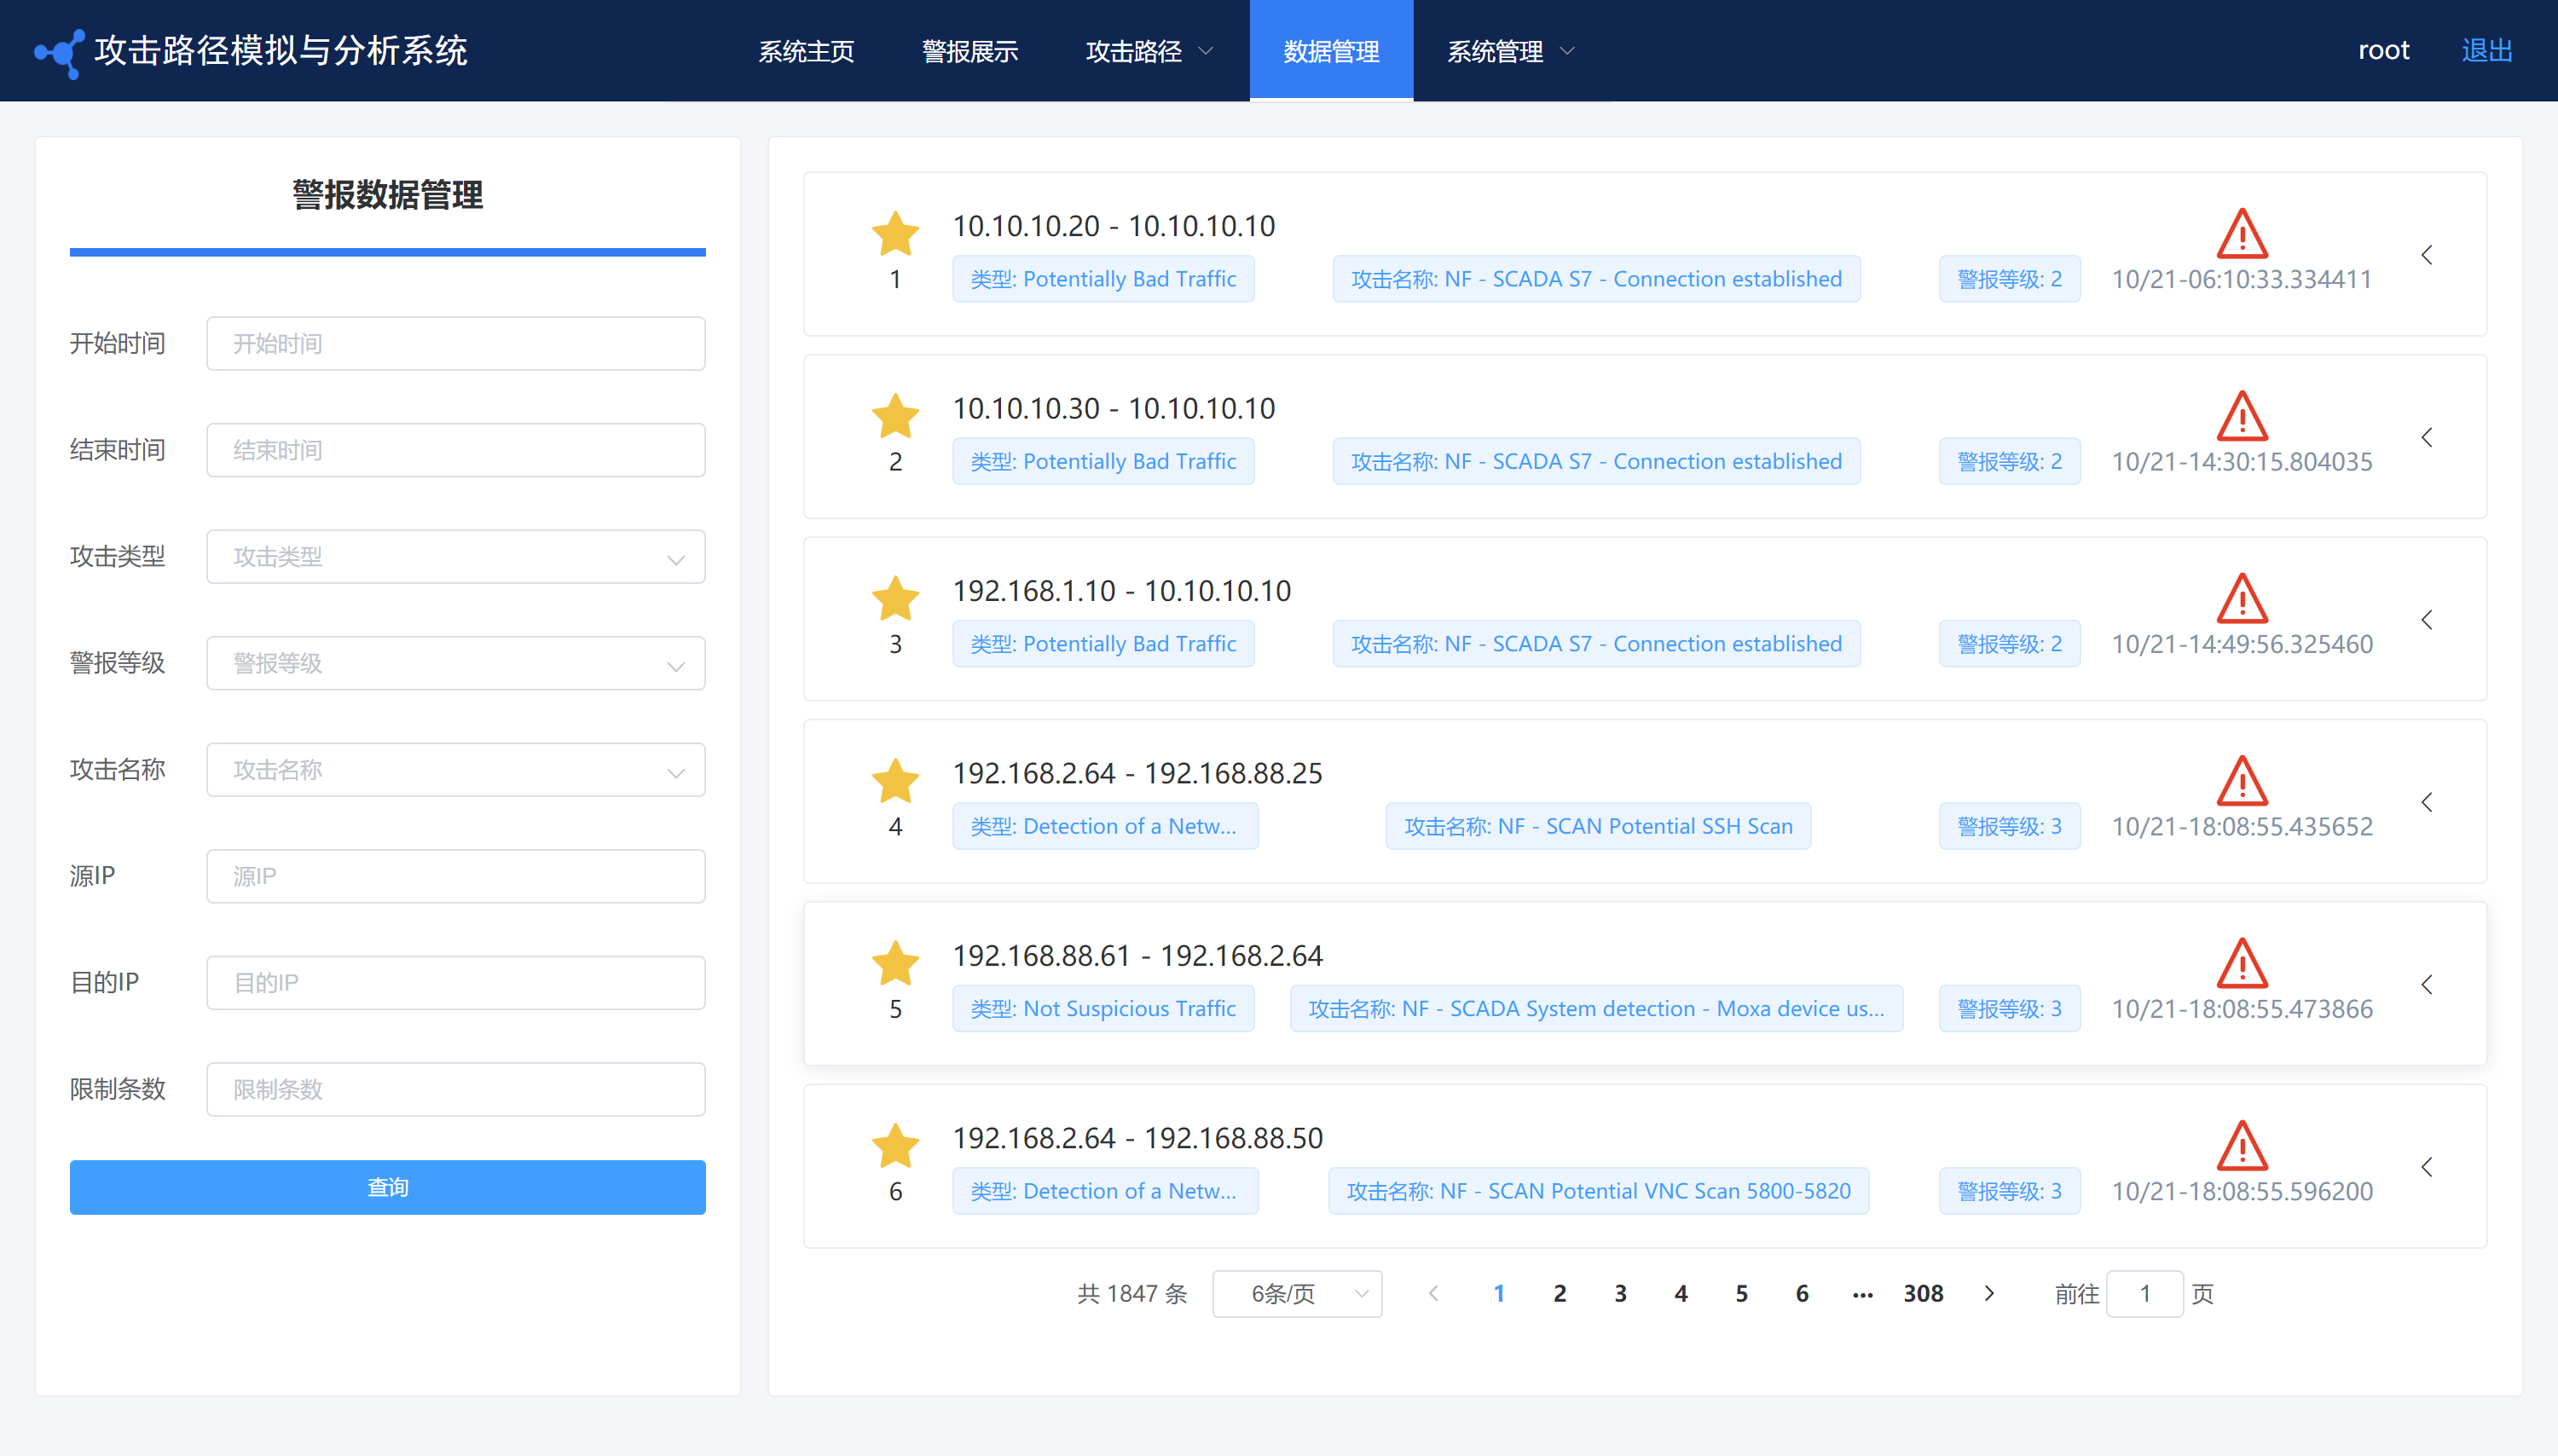 攻击路径模拟与分析系统
系统主页 警报展示 攻击路径 数据管理 系统管理
root 退出
警报数据管理
开始时间 开始时间
结束时间 结束时间
攻击类型 攻击类型
警报等级 警报等级
攻击名称 攻击名称
源IP 源IP
目的IP 目的IP
限制条数 限制条数
查询
10.10.10.20 - 10.10.10.10
1 类型: Potentially Bad Traffic 攻击名称: NF - SCADA S7 - Connection established 警报等级: 2 10/21-06:10:33.334411
10.10.10.30 - 10.10.10.10
2 类型: Potentially Bad Traffic 攻击名称: NF - SCADA S7 - Connection established 警报等级: 2 10/21-14:30:15.804035
192.168.1.10 - 10.10.10.10
3 类型: Potentially Bad Traffic 攻击名称: NF - SCADA S7 - Connection established 警报等级: 2 10/21-14:49:56.325460
192.168.2.64 - 192.168.88.25
4 类型: Detection of a Netw... 攻击名称: NF - SCAN Potential SSH Scan 警报等级: 3 10/21-18:08:55.435652
192.168.88.61 - 192.168.2.64
5 类型: Not Suspicious Traffic 攻击名称: NF - SCADA System detection - Moxa device us... 警报等级: 3 10/21-18:08:55.473866
192.168.2.64 - 192.168.88.50
6 类型: Detection of a Netw... 攻击名称: NF - SCAN Potential VNC Scan 5800-5820 警报等级: 3 10/21-18:08:55.596200
共 1847 条 6条/页 1 2 3 4 5 6 ... 308 前往 1 页